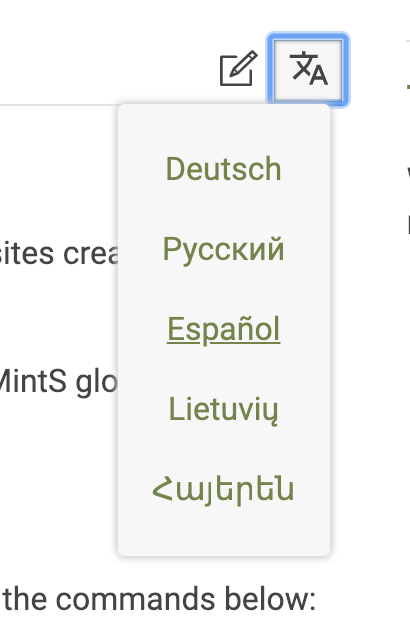 Deutsch
Русский
sites crea
Español
MintS glo
Lietuvių
Հայերեն
the commands below: